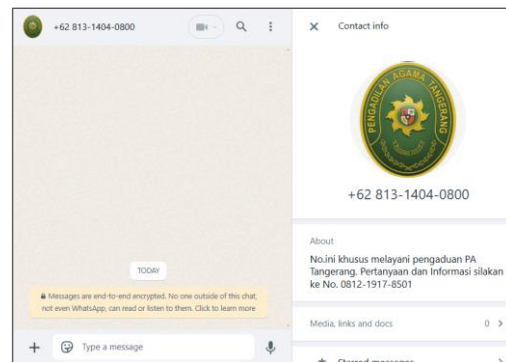 +62 813-1404-0800
TODAY
Messages are end-to-end encrypted. No one outside of this chat,
not even WhatsApp, can read or listen to them. Click to learn more
Type a message
Contact info
PENGADILAN AGAMA TANGERANG
+62 813-1404-0800
About
No.ini khusus melayani pengaduan PA
Tangerang. Pertanyaan dan Informasi silakan
ke No. 0812-1917-8501
Media, links and docs
0
Starred messages